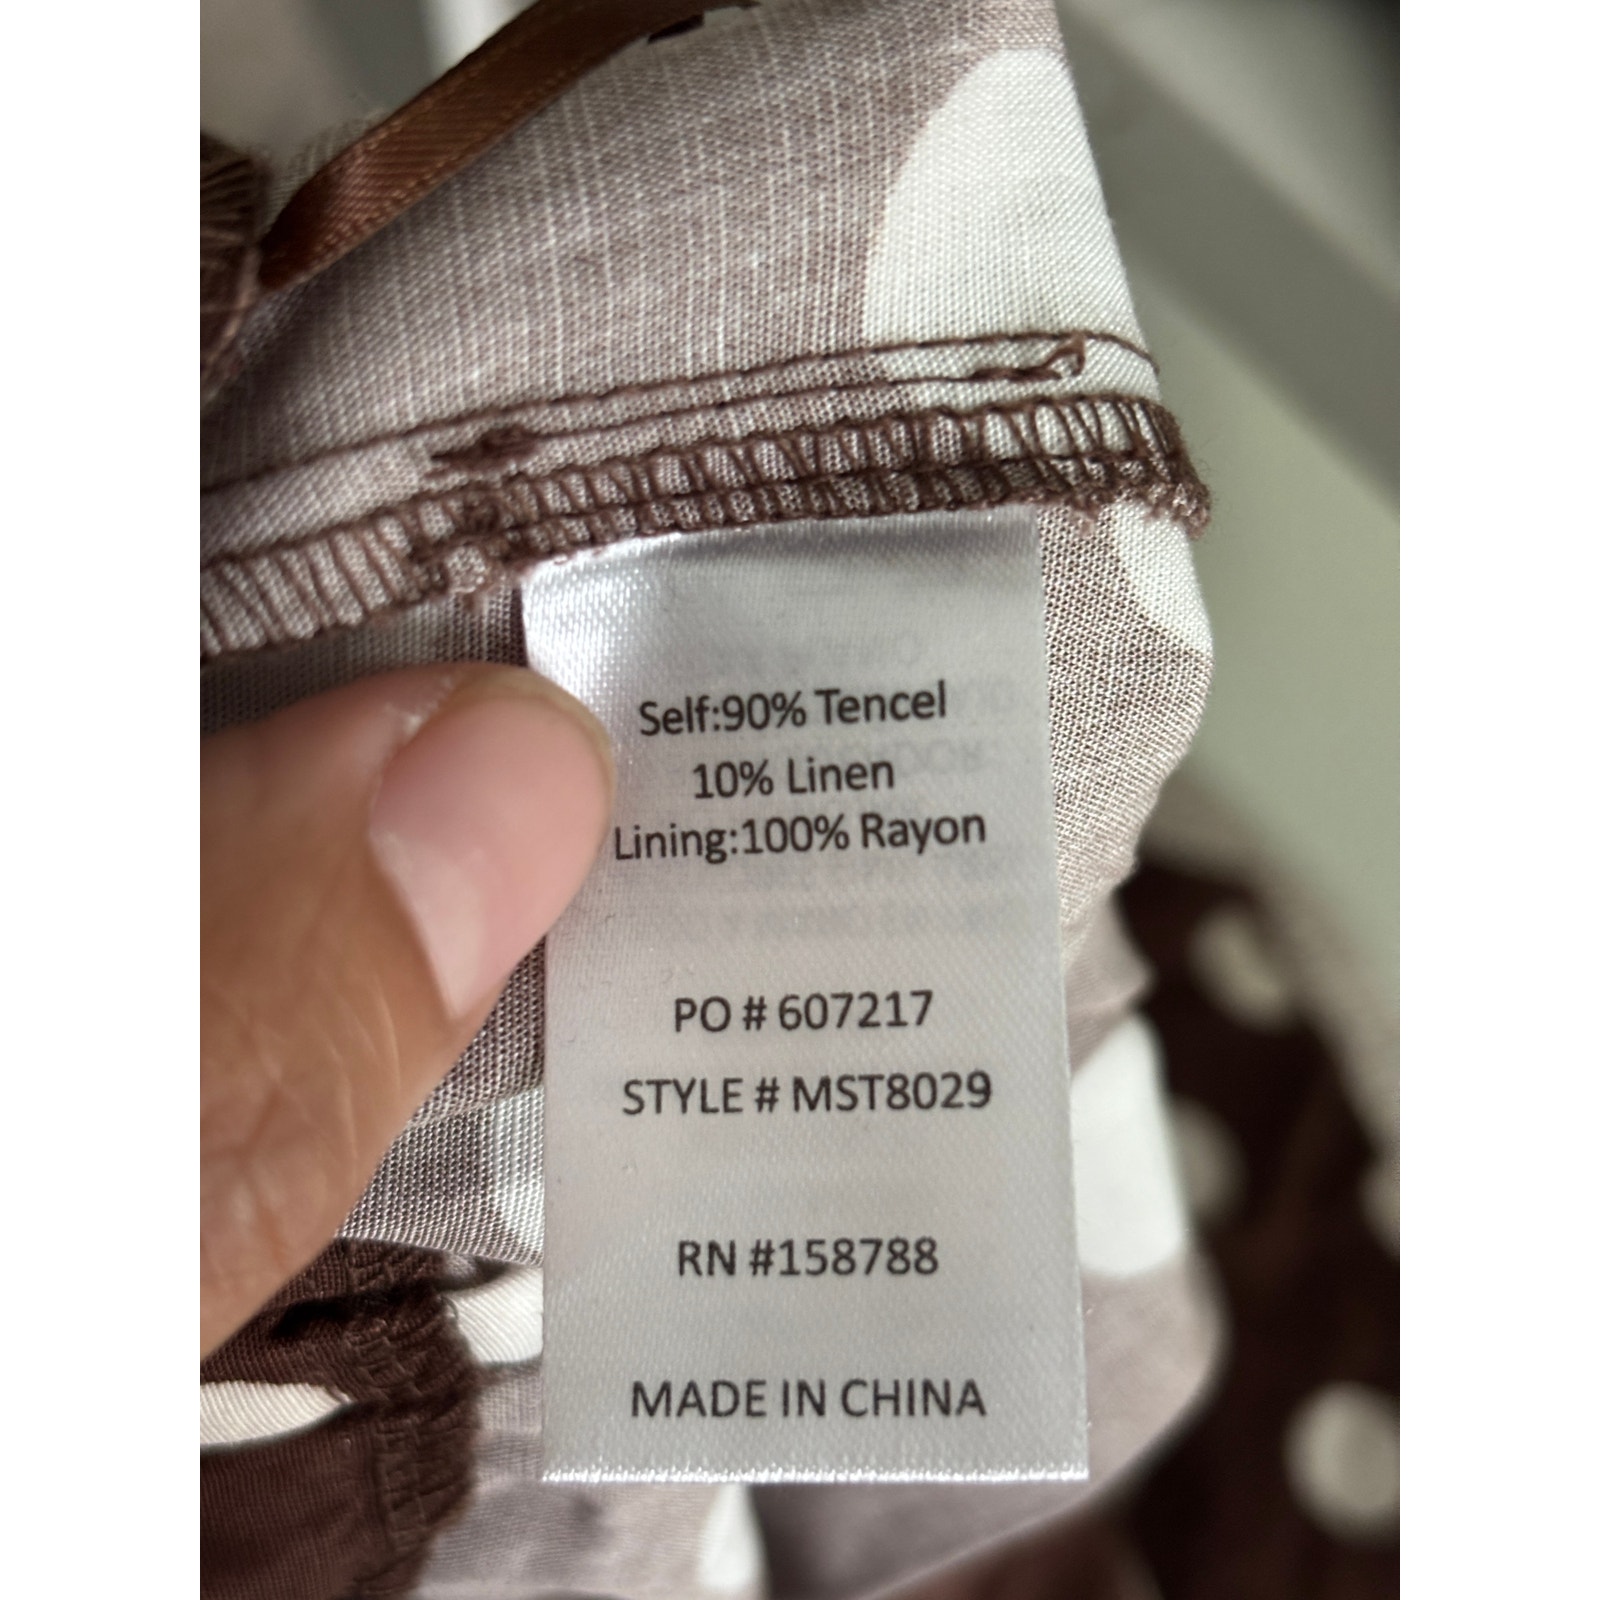 Self:90% Tencel
10% Linen
Lining:100% Rayon
PO # 607217
STYLE # MST8029
RN #158788
MADE IN CHINA